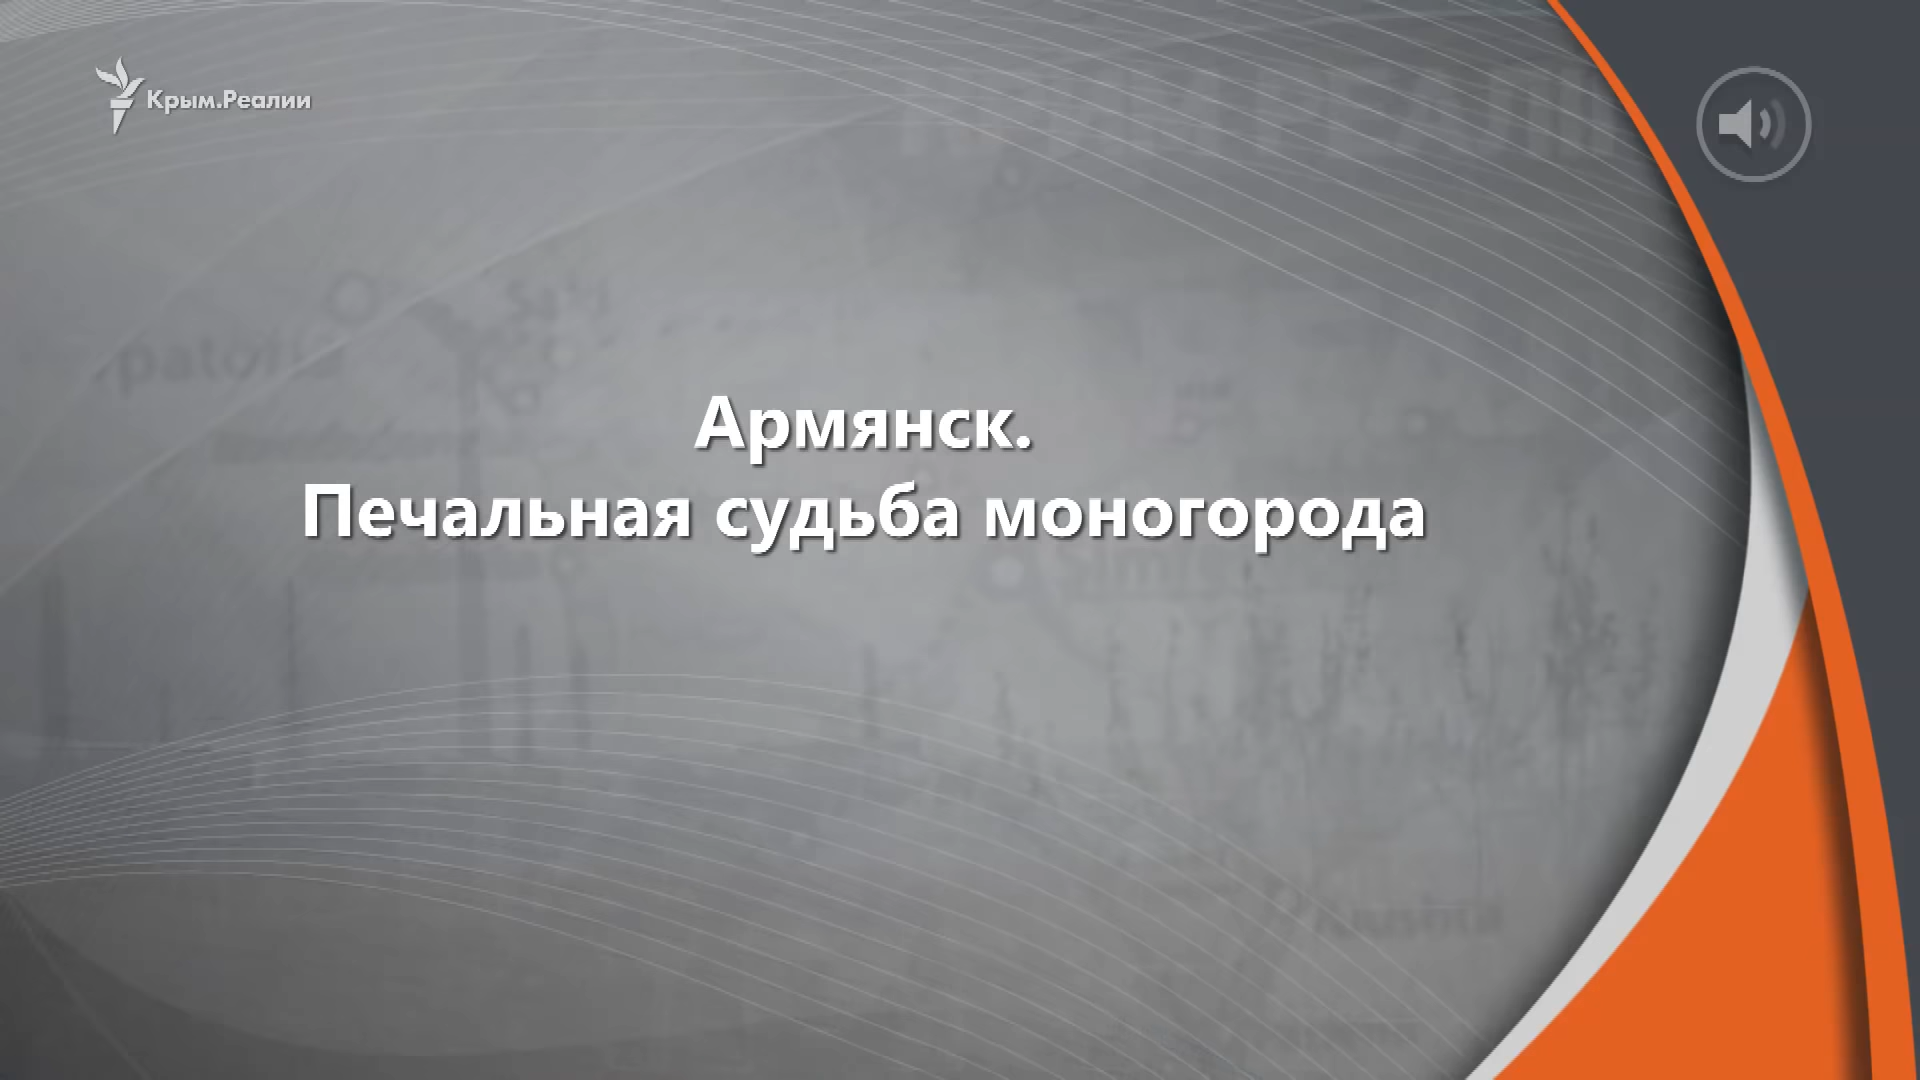 Крым.Реалии
Армянск.
Печальная судьба моногорода